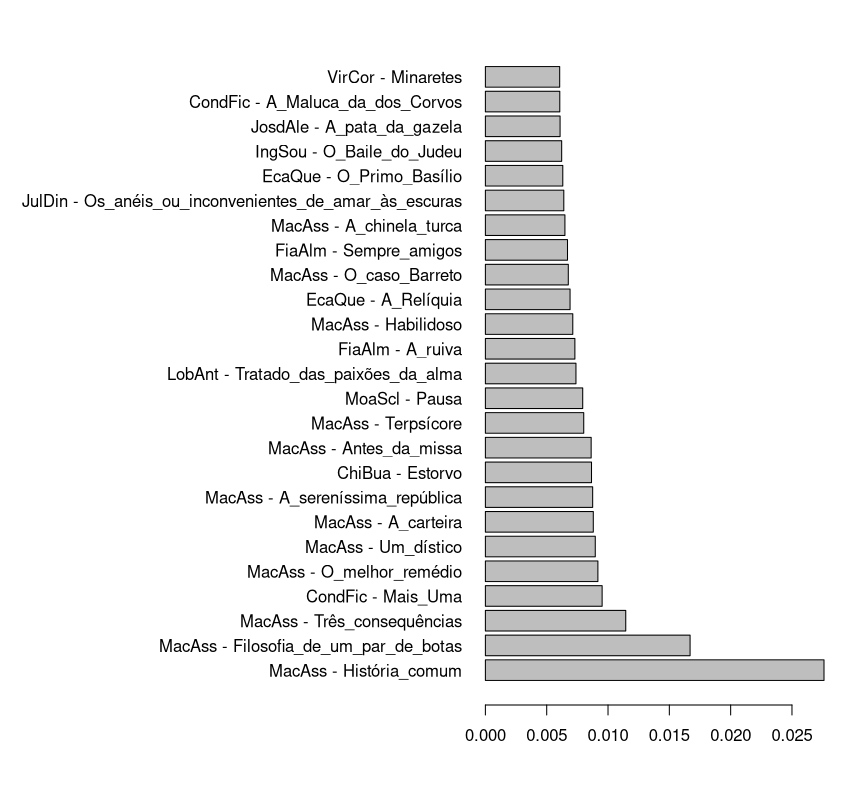 VirCor - Minaretes
CondFic - A_Maluca_da_dos_Corvos
JosdAle - A_pata_da_gazela
IngSou - O_Baile_do_Judeu
EcaQue - O_Primo_Basílio
JulDin - Os_anéis_ou_inconvenientes_de_amar_às_escuras
MacAss - A_chinela_turca
FiaAlm - Sempre_amigos
MacAss - O_caso_Barreto
EcaQue - A_Relíquia
MacAss - Habilidoso
FiaAlm - A_ruiva
LobAnt - Tratado_das_paixões_da_alma
MoaScl - Pausa
MacAss - Terpsícore
MacAss - Antes_da_missa
ChiBua - Estorvo
MacAss - A_sereníssima_república
MacAss - A_carteira
MacAss - Um_dístico
MacAss - O_melhor_remédio
CondFic - Mais_Uma
MacAss - Três_consequências
MacAss - Filosofia_de_um_par_de_botas
MacAss - História_comum
0.000 0.005 0.010 0.015 0.020 0.025